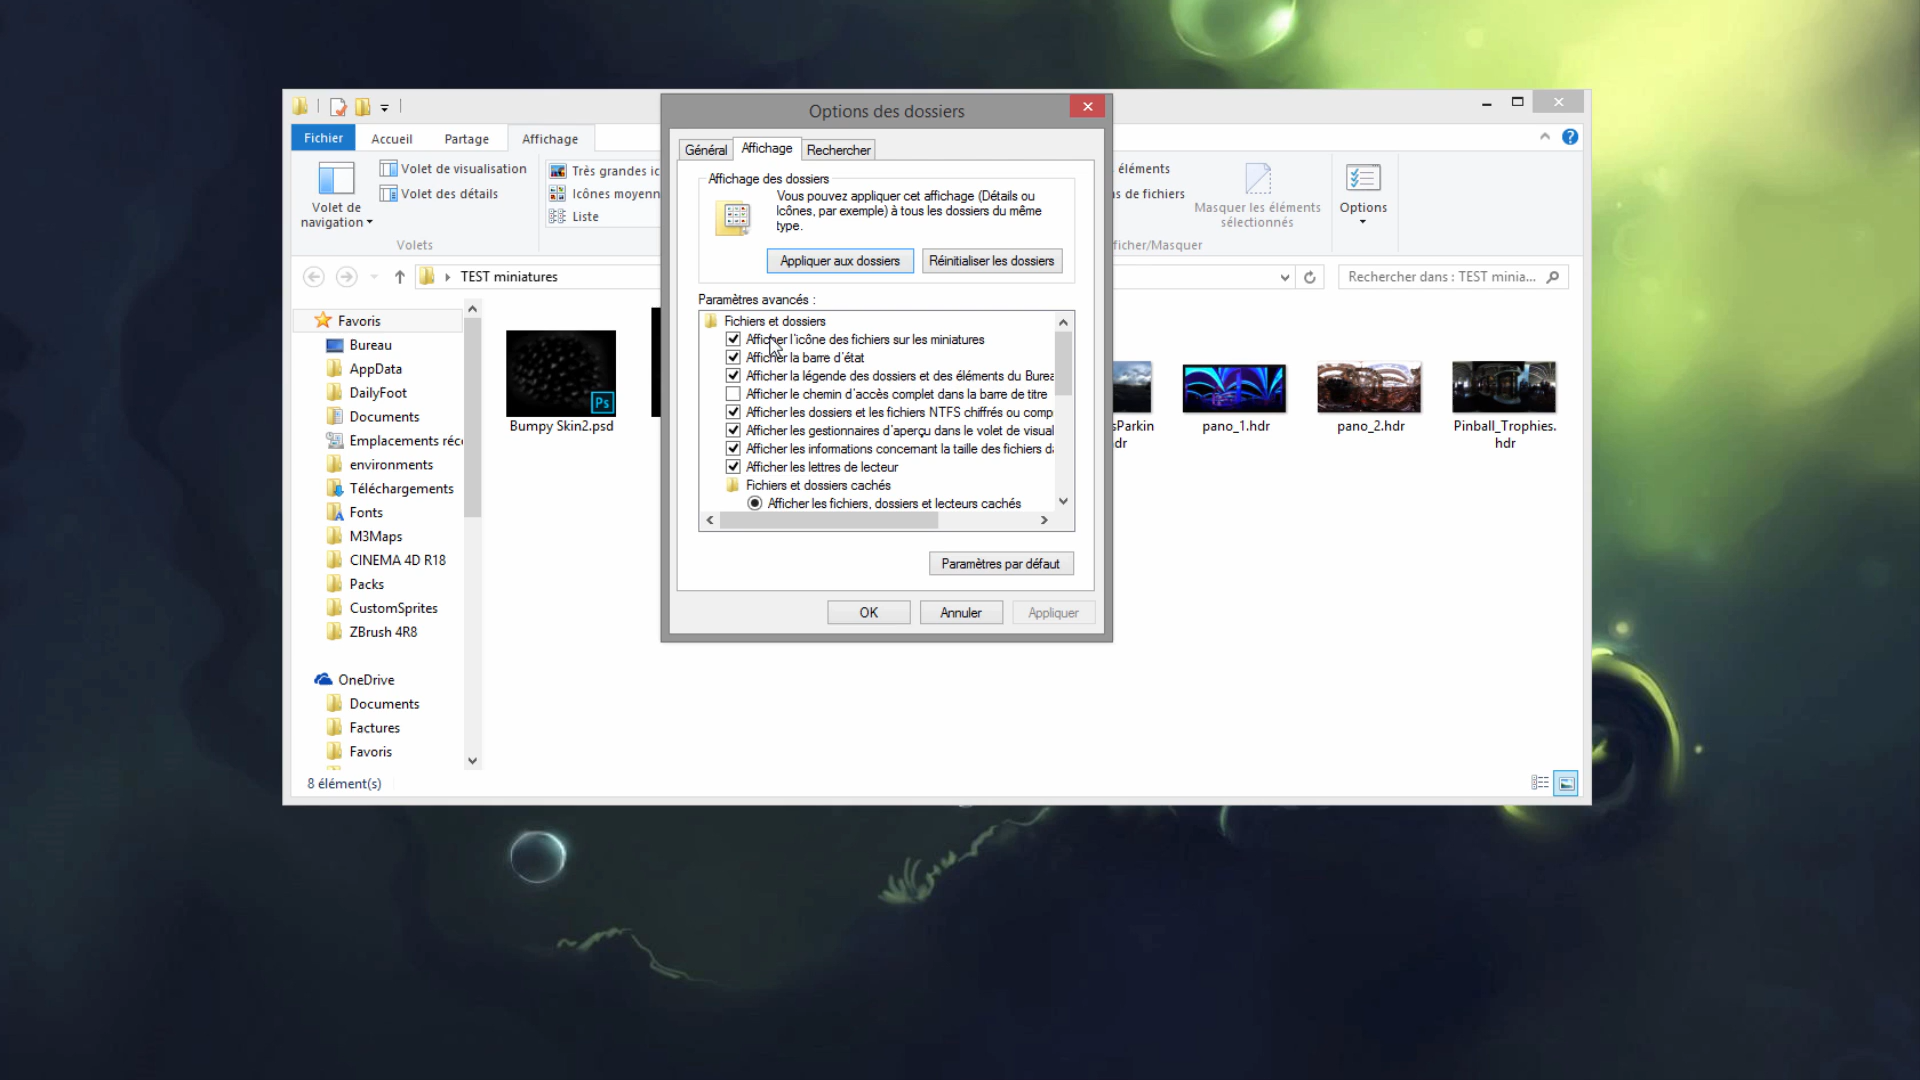 Options des dossiers
Fichier
Accueil
Partage
Affichage
Volet de
navigation
Volet de visualisation
Volet des détails
Volets
Très grandes ic
Icônes moyenn
Liste
éléments
s de fichiers
ficher/Masquer
Masquer les éléments
sélectionnés
Options
TEST miniatures
Rechercher dans : TEST minia...
Général
Affichage
Rechercher
Affichage des dossiers
Vous pouvez appliquer cet affichage (Détails ou
Icônes, par exemple) à tous les dossiers du même
type.
Appliquer aux dossiers
Réinitialiser les dossiers
Paramètres avancés :
Fichiers et dossiers
Afficher l'icône des fichiers sur les miniatures
Afficher la barre d'état
Afficher la légende des dossiers et des éléments du Burea
Afficher le chemin d'accès complet dans la barre de titre
Afficher les dossiers et les fichiers NTFS chiffrés ou comp
Afficher les gestionnaires d'aperçu dans le volet de visual
Afficher les informations concernant la taille des fichiers d
Afficher les lettres de lecteur
Fichiers et dossiers cachés
Afficher les fichiers, dossiers et lecteurs cachés
Paramètres par défaut
OK
Annuler
Appliquer
Favoris
Bureau
AppData
DailyFoot
Documents
Emplacements réc
environments
Téléchargements
Fonts
M3Maps
CINEMA 4D R18
Packs
CustomSprites
ZBrush 4R8
OneDrive
Documents
Factures
Favoris
Ps
Bumpy Skin2.psd
sParkin
dr
pano_1.hdr
pano_2.hdr
Pinball_Trophies.
hdr
8 élément(s)